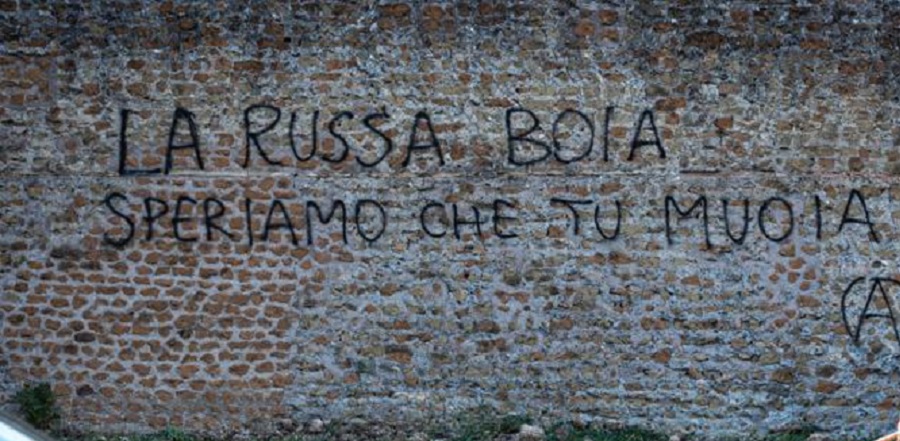 LA RUSSA BOIA
SPERIAMO CHE TU MUOIA
A